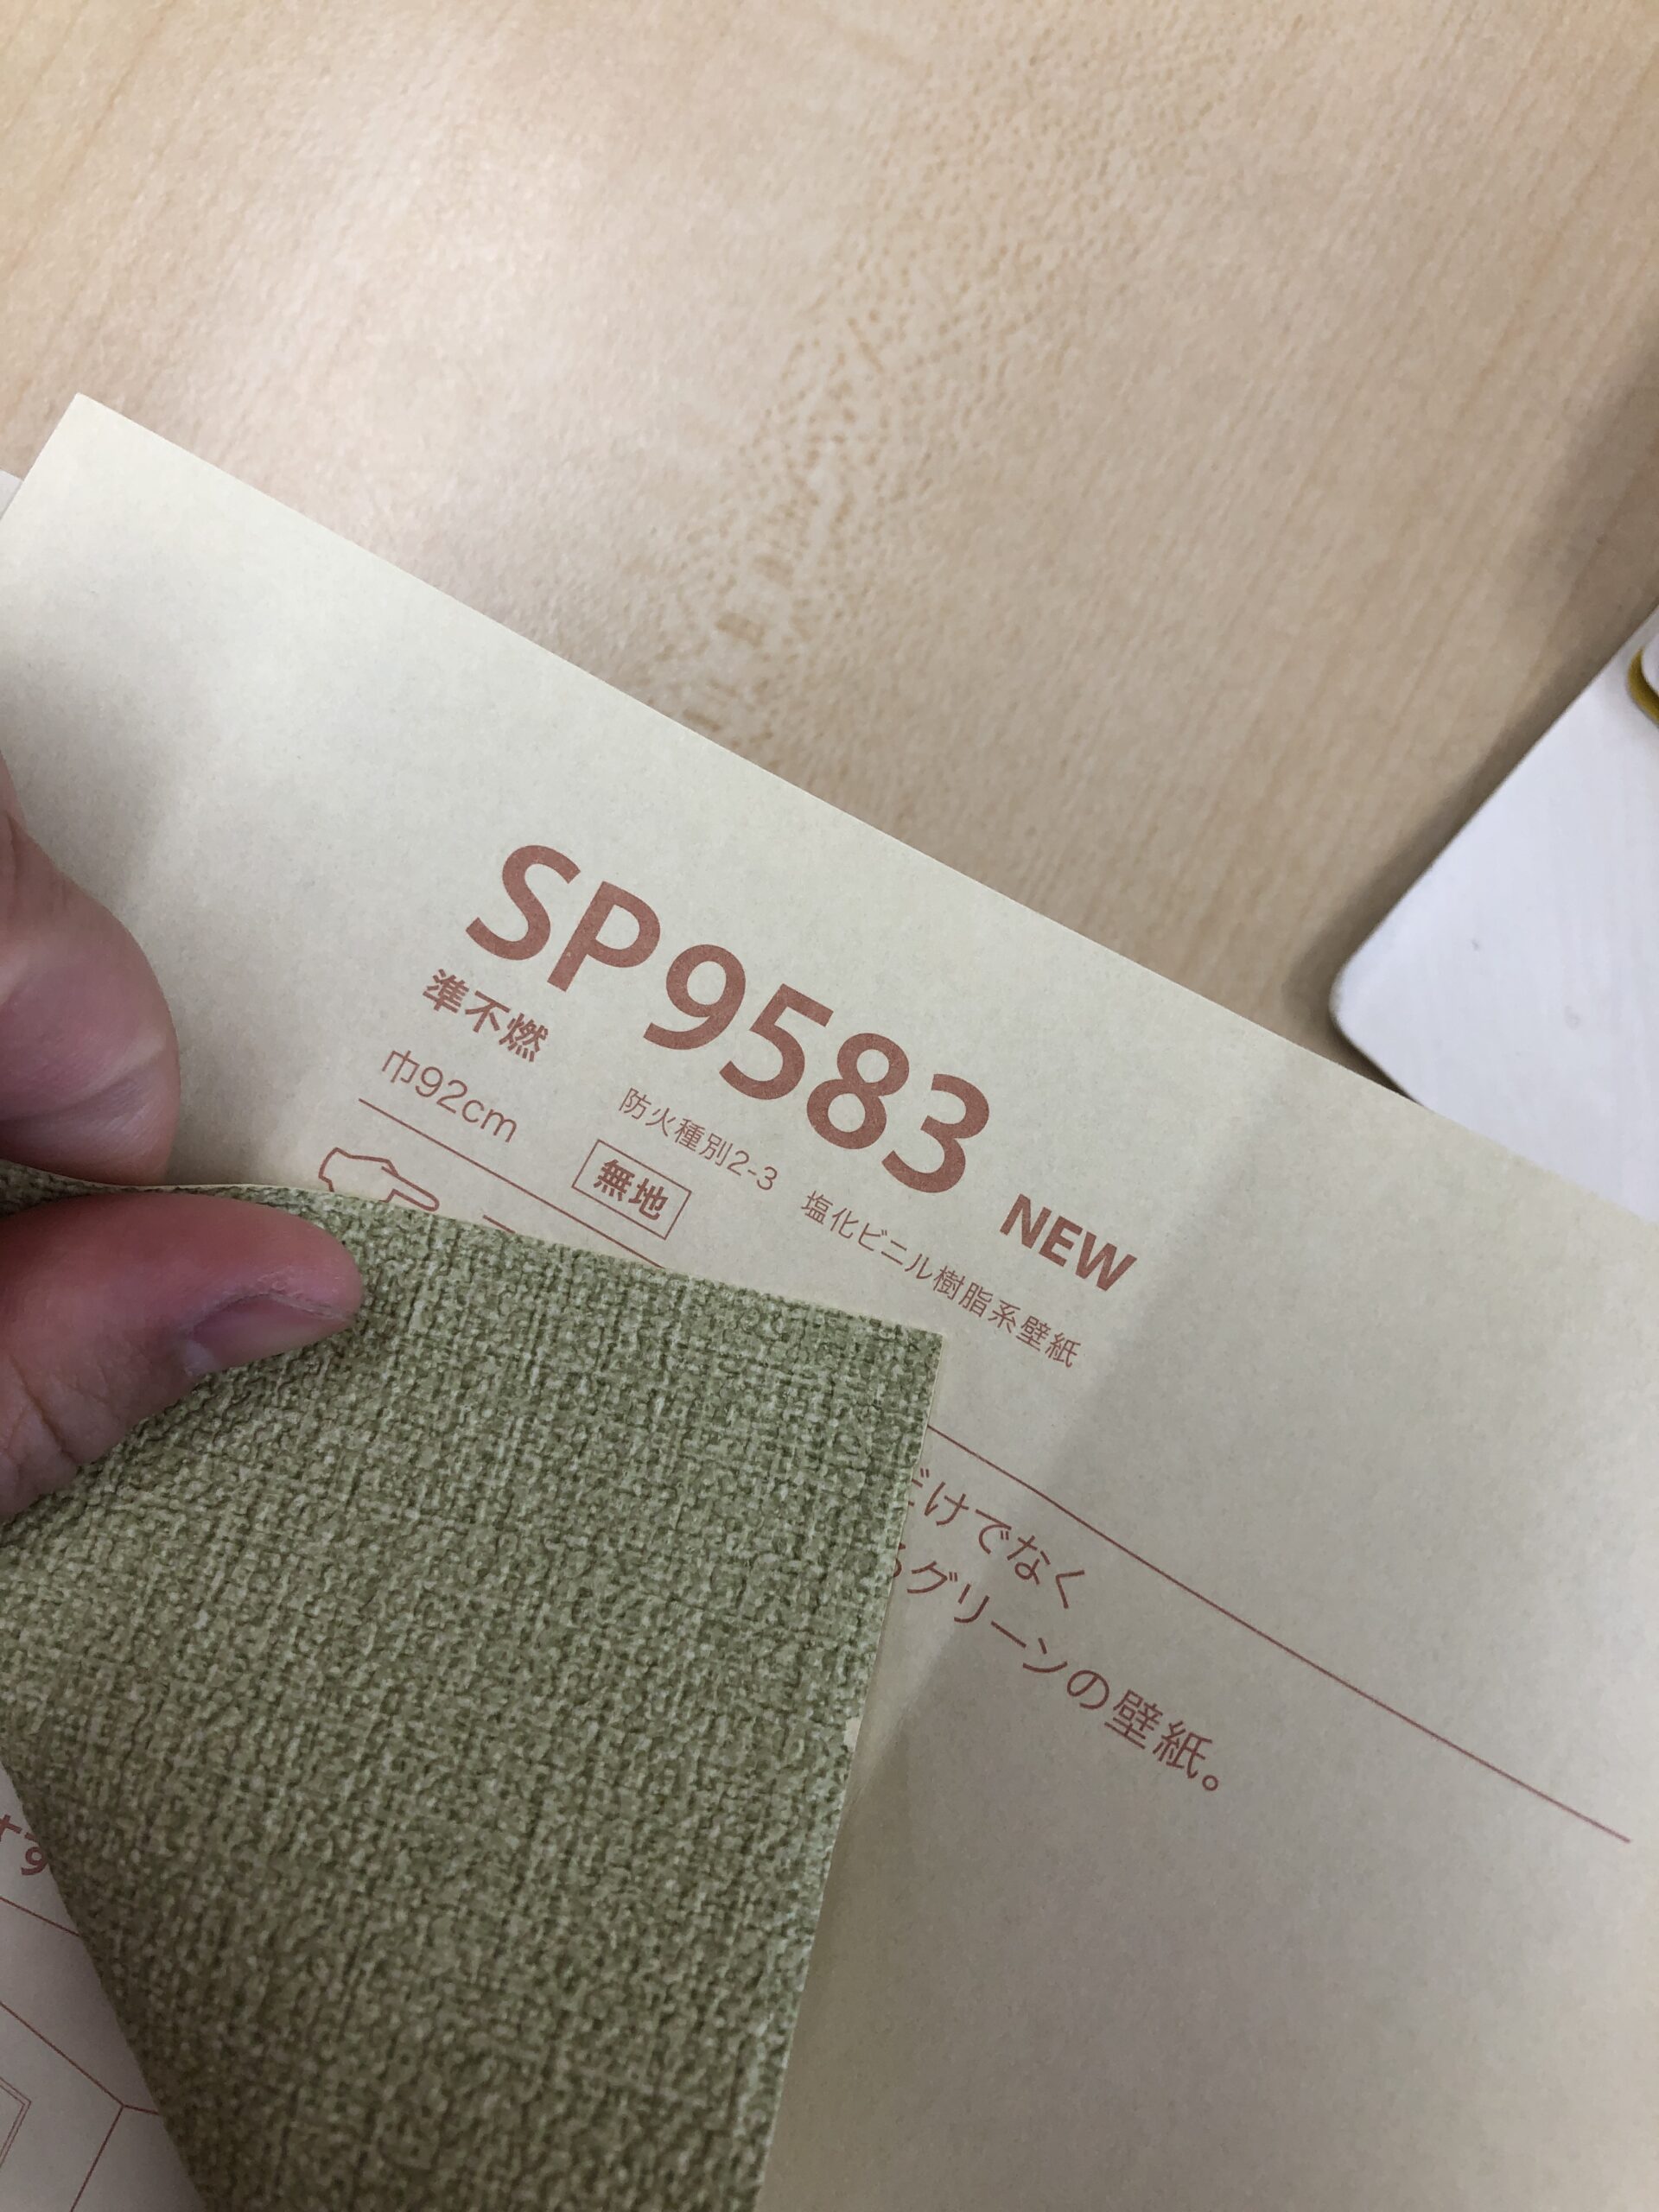 SP9583 NEW
準不燃 防火種別2-3 塩化ビニル樹脂系壁紙
巾92cm 無地
だけでなく
るグリーンの壁紙。